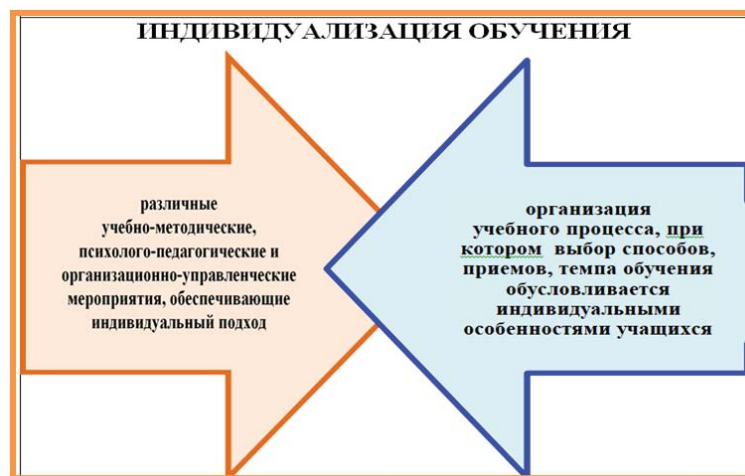 ИНДИВИДУАЛИЗАЦИЯ ОБУЧЕНИЯ
различные
учебно-методические,
психолого-педагогические и
организационно-управленческие
мероприятия, обеспечивающие
индивидуальный подход
организация
учебного процесса, при
котором выбор способов,
приемов, темпа обучения
обусловливается
индивидуальными
особенностями учащихся